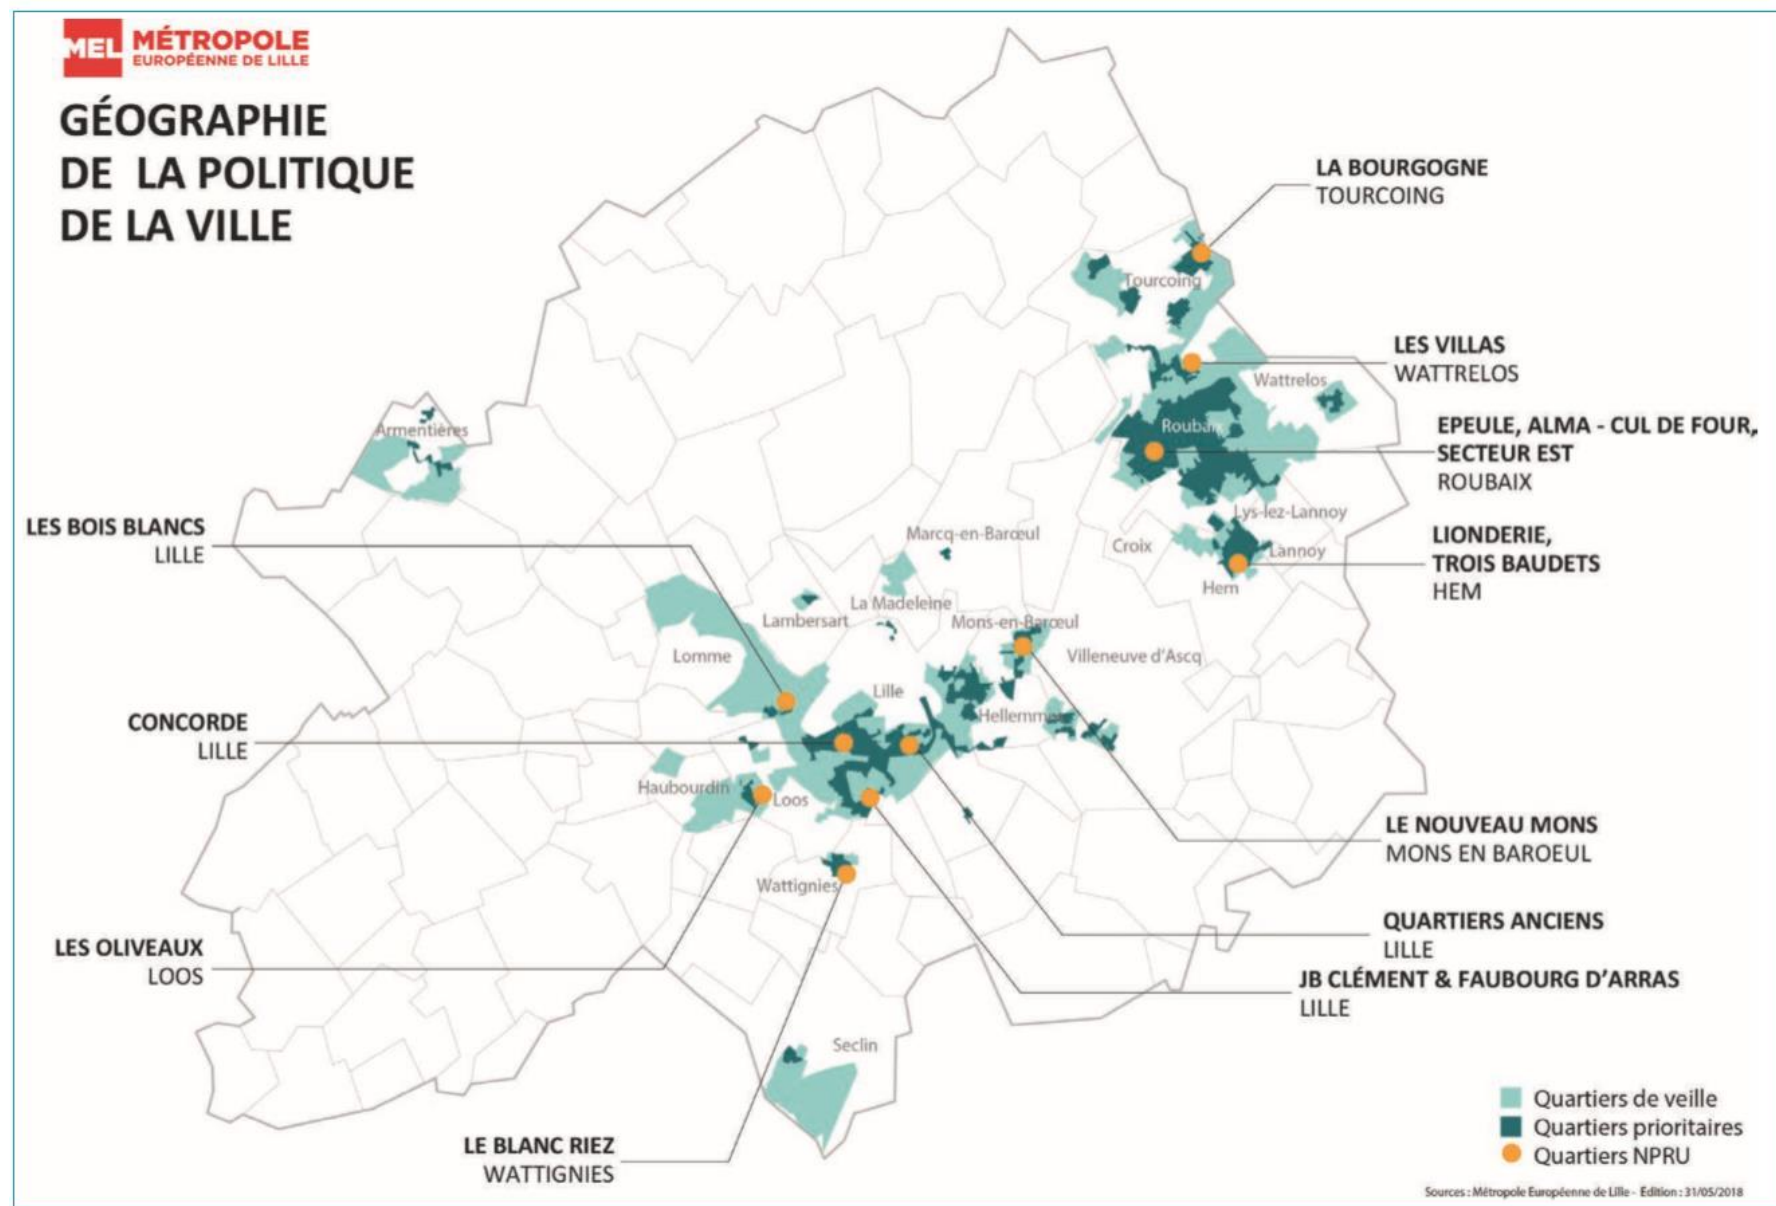 MEL MÉTROPOLE
EUROPÉENNE DE LILLE
GÉOGRAPHIE
DE LA POLITIQUE
DE LA VILLE
LA BOURGOGNE
TOURCOING
Tourcoing
LES VILLAS
WATTRELOS
Wattrelos
EPEULE, ALMA - CUL DE FOUR,
SECTEUR EST
ROUBAIX
Roubaix
Armentières
LES BOIS BLANCS
LILLE
Lys-lez-Lannoy
Marcq-en-Barœul
Croix
Lannoy
LIONDERIE,
TROIS BAUDETS
HEM
Hem
La Madeleine
Lambersart
Mons-en-Barœul
Lomme
Villeneuve d'Ascq
Lille
Hellemmes
CONCORDE
LILLE
Haubourdin
Loos
LE NOUVEAU MONS
MONS EN BAROEUL
Wattignies
QUARTIERS ANCIENS
LILLE
LES OLIVEAUX
LOOS
JB CLÉMENT & FAUBOURG D'ARRAS
LILLE
Seclin
LE BLANC RIEZ
WATTIGNIES
Quartiers de veille
Quartiers prioritaires
Quartiers NPRU
Sources : Métropole Européenne de Lille - Edition : 31/05/2018